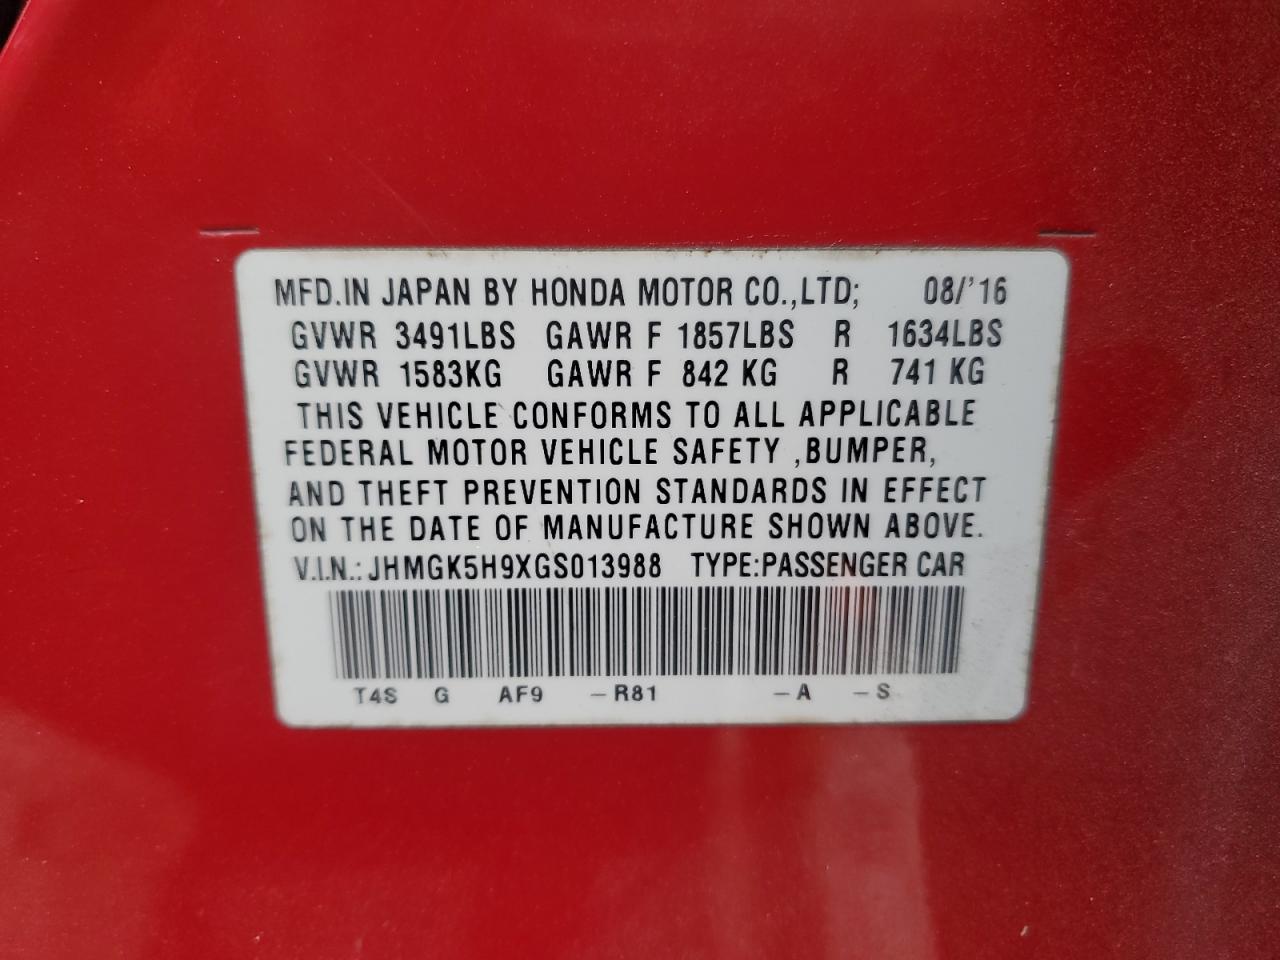 MFD.IN JAPAN BY HONDA MOTOR CO.,LTD; 08/'16
GVWR 3491LBS GAWR F 1857LBS R 1634LBS
GVWR 1583KG GAWR F 842 KG R 741 KG
THIS VEHICLE CONFORMS TO ALL APPLICABLE
FEDERAL MOTOR VEHICLE SAFETY ,BUMPER,
AND THEFT PREVENTION STANDARDS IN EFFECT
ON THE DATE OF MANUFACTURE SHOWN ABOVE.
V.I.N.: JHMGK5H9XGS013988 TYPE:PASSENGER CAR
T4S G AF9 -R81 -A -S